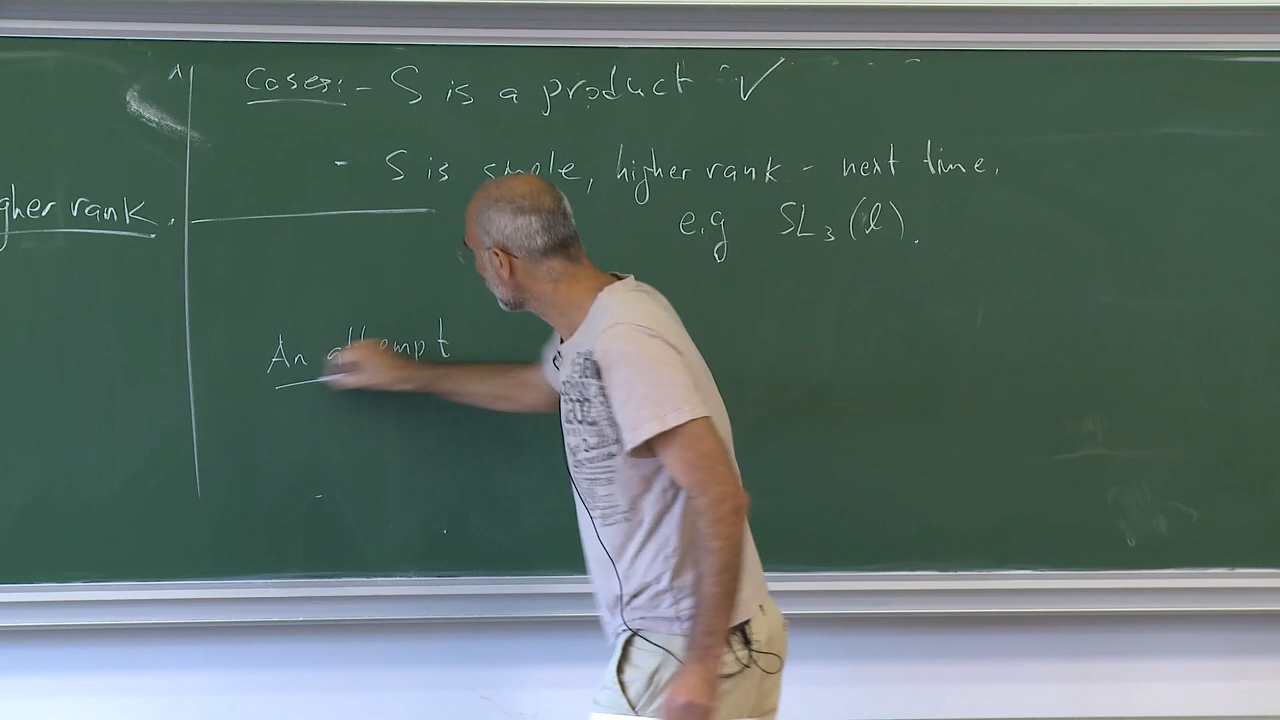 Cases: - S is a product ✓
- S is simple, higher rank - next time.
gher rank.
e.g SL₃(ℓ).
An attempt